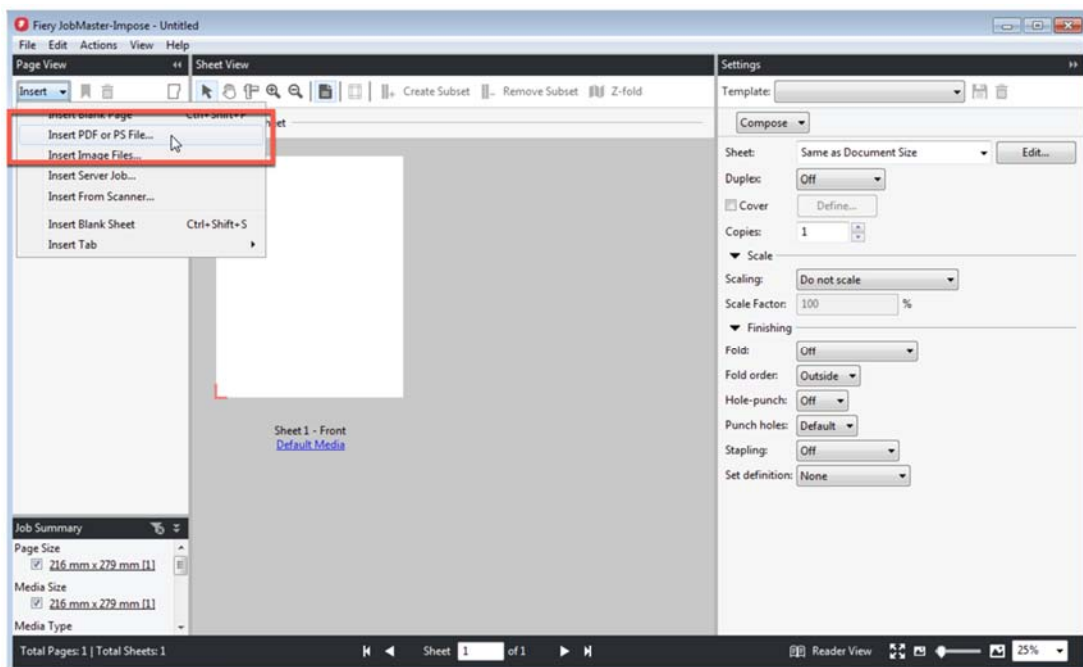 Fiery JobMaster-Impose - Untitled
File Edit Actions View Help
Page View
Sheet View
Settings
Insert
Create Subset
Remove Subset
Z-fold
Template:
Insert Blank Page Ctrl+Shift+P
Insert PDF or PS File...
Insert Image Files...
Insert Server Job...
Insert From Scanner...
Insert Blank Sheet Ctrl+Shift+S
Insert Tab
Compose
Sheet: Same as Document Size Edit...
Duplex: Off
Cover Define...
Copies: 1
Scale
Scaling: Do not scale
Scale Factor: 100 %
Finishing
Fold: Off
Fold order: Outside
Hole-punch: Off
Punch holes: Default
Stapling: Off
Set definition: None
Sheet 1 - Front
Default Media
Job Summary
Page Size
216 mm x 279 mm [1]
Media Size
216 mm x 279 mm [1]
Media Type
Total Pages: 1 | Total Sheets: 1
Sheet 1 of 1
Reader View
25%